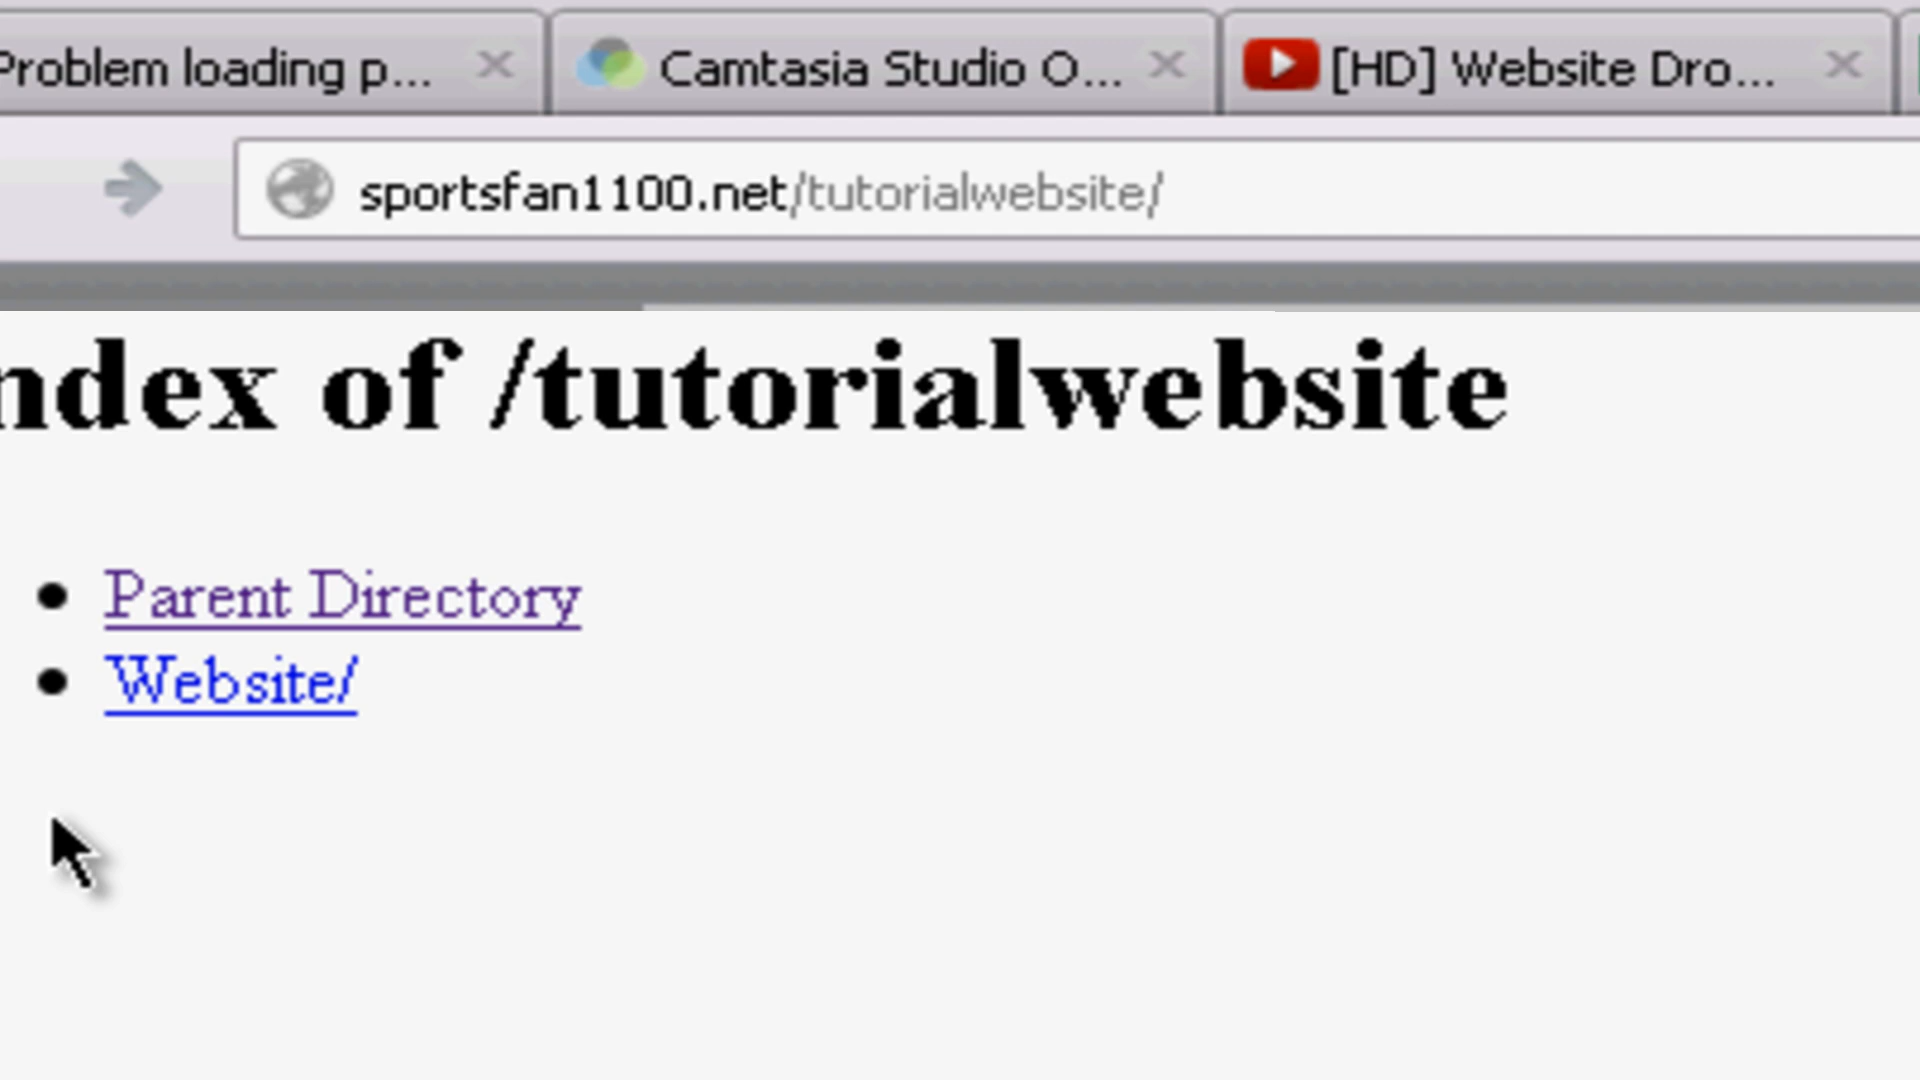 Problem loading p...
Camtasia Studio O...
[HD] Website Dro...
sportsfan1100.net/tutorialwebsite/
ndex of /tutorialwebsite
Parent Directory
Website/